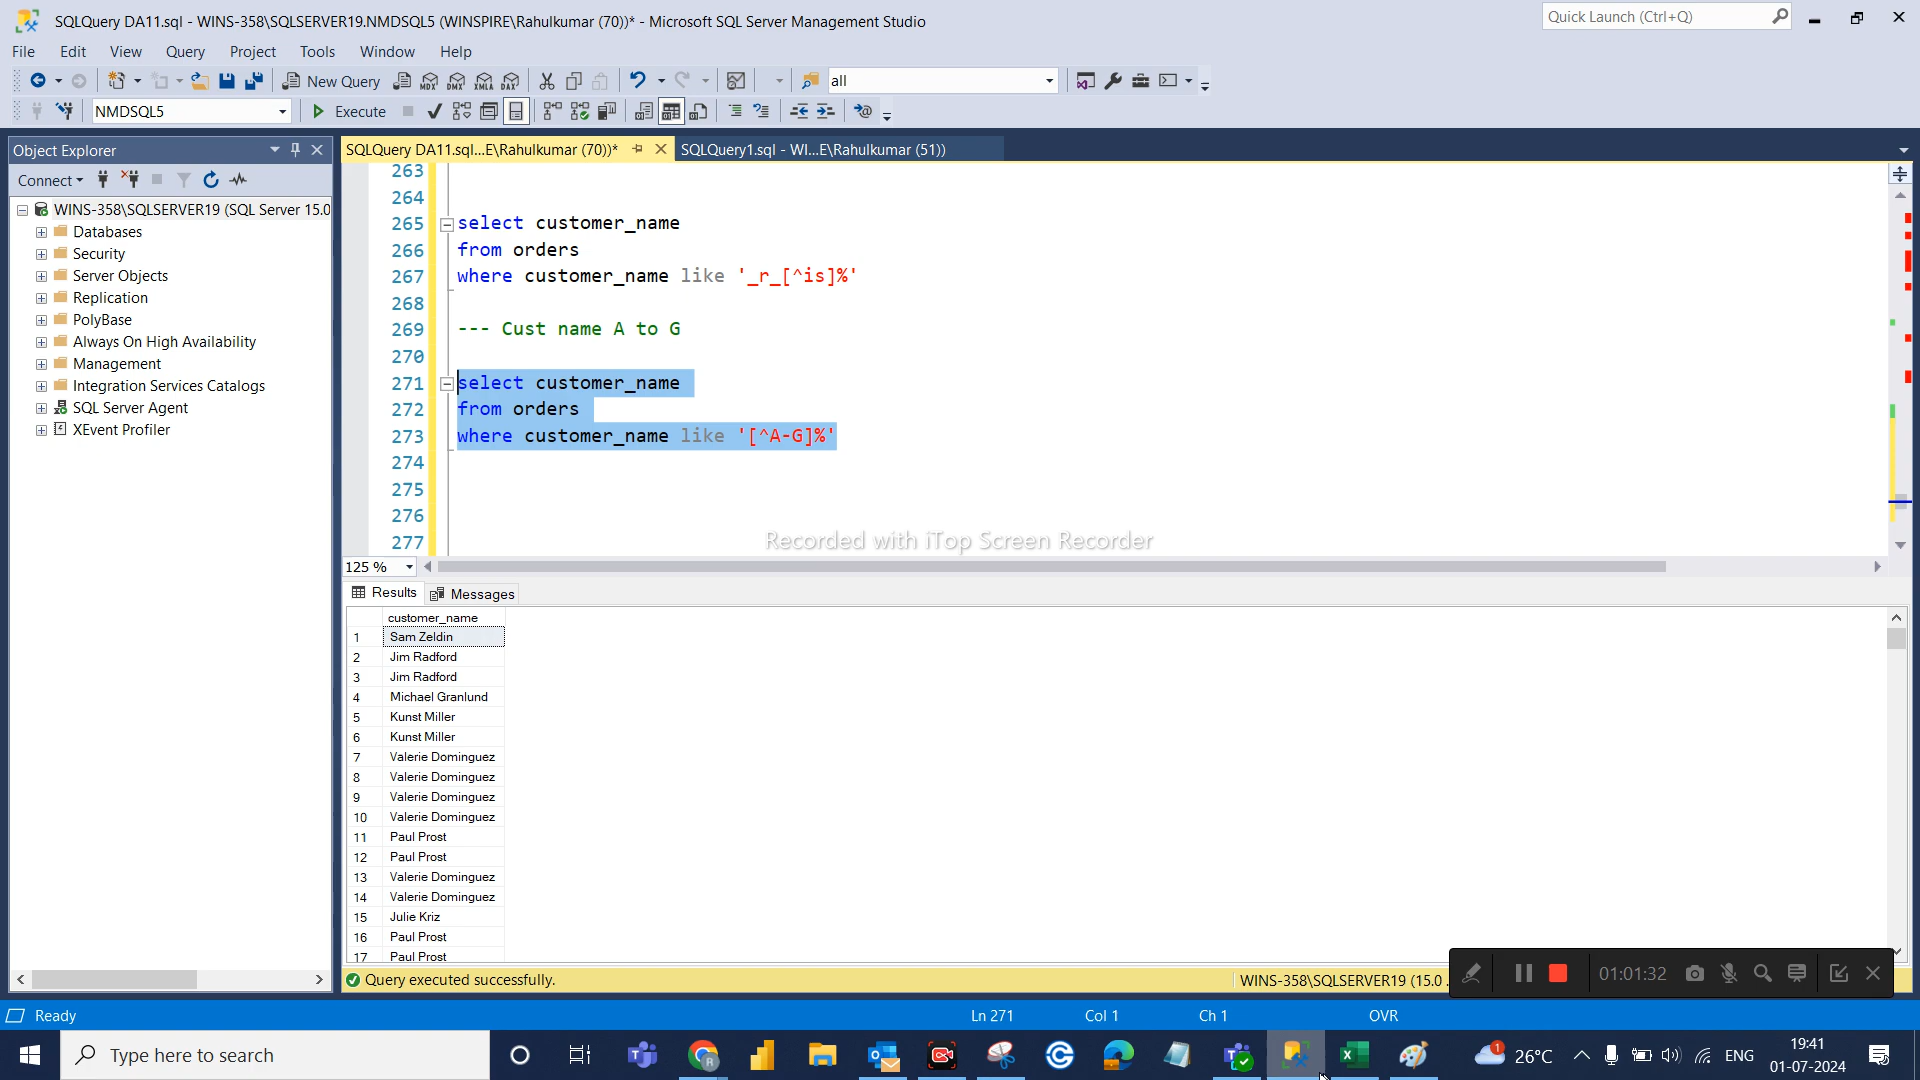 SQLQuery DA11.sql - WINS-358\SQLSERVER19.NMDSQL5 (WINSPIRE\Rahulkumar (70))* - Microsoft SQL Server Management Studio
Quick Launch (Ctrl+Q)
File Edit View Query Project Tools Window Help
New Query
MDX DMX XMLA DAX
all
NMDSQL5
Execute
Object Explorer
SQLQuery DA11.sql...E\Rahulkumar (70))*
SQLQuery1.sql - WI...E\Rahulkumar (51))
Connect
WINS-358\SQLSERVER19 (SQL Server 15.0
Databases
Security
Server Objects
Replication
PolyBase
Always On High Availability
Management
Integration Services Catalogs
SQL Server Agent
XEvent Profiler
263
264
265 select customer_name
266 from orders
267 where customer_name like '_r_[^is]%'
268
269 --- Cust name A to G
270
271 select customer_name
272 from orders
273 where customer_name like '[^A-G]%'
274
275
276
277
Recorded with iTop Screen Recorder
125 %
Results Messages
customer_name
1 Sam Zeldin
2 Jim Radford
3 Jim Radford
4 Michael Granlund
5 Kunst Miller
6 Kunst Miller
7 Valerie Dominguez
8 Valerie Dominguez
9 Valerie Dominguez
10 Valerie Dominguez
11 Paul Prost
12 Paul Prost
13 Valerie Dominguez
14 Valerie Dominguez
15 Julie Kriz
16 Paul Prost
17 Paul Prost
Query executed successfully.
WINS-358\SQLSERVER19 (15.0
01:01:32
Ready
Ln 271 Col 1 Ch 1 OVR
Type here to search
1
26°C
ENG
19:41
01-07-2024